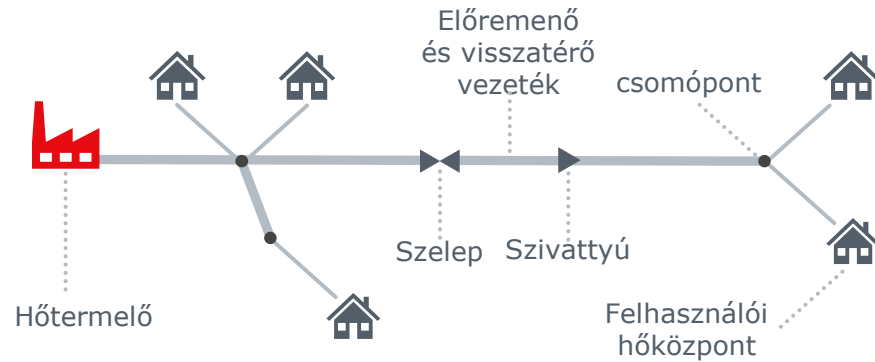 Előremenő
és visszatérő
vezeték
csomópont
Szelep
Szivattyú
Hőtermelő
Felhasználói
hőközpont